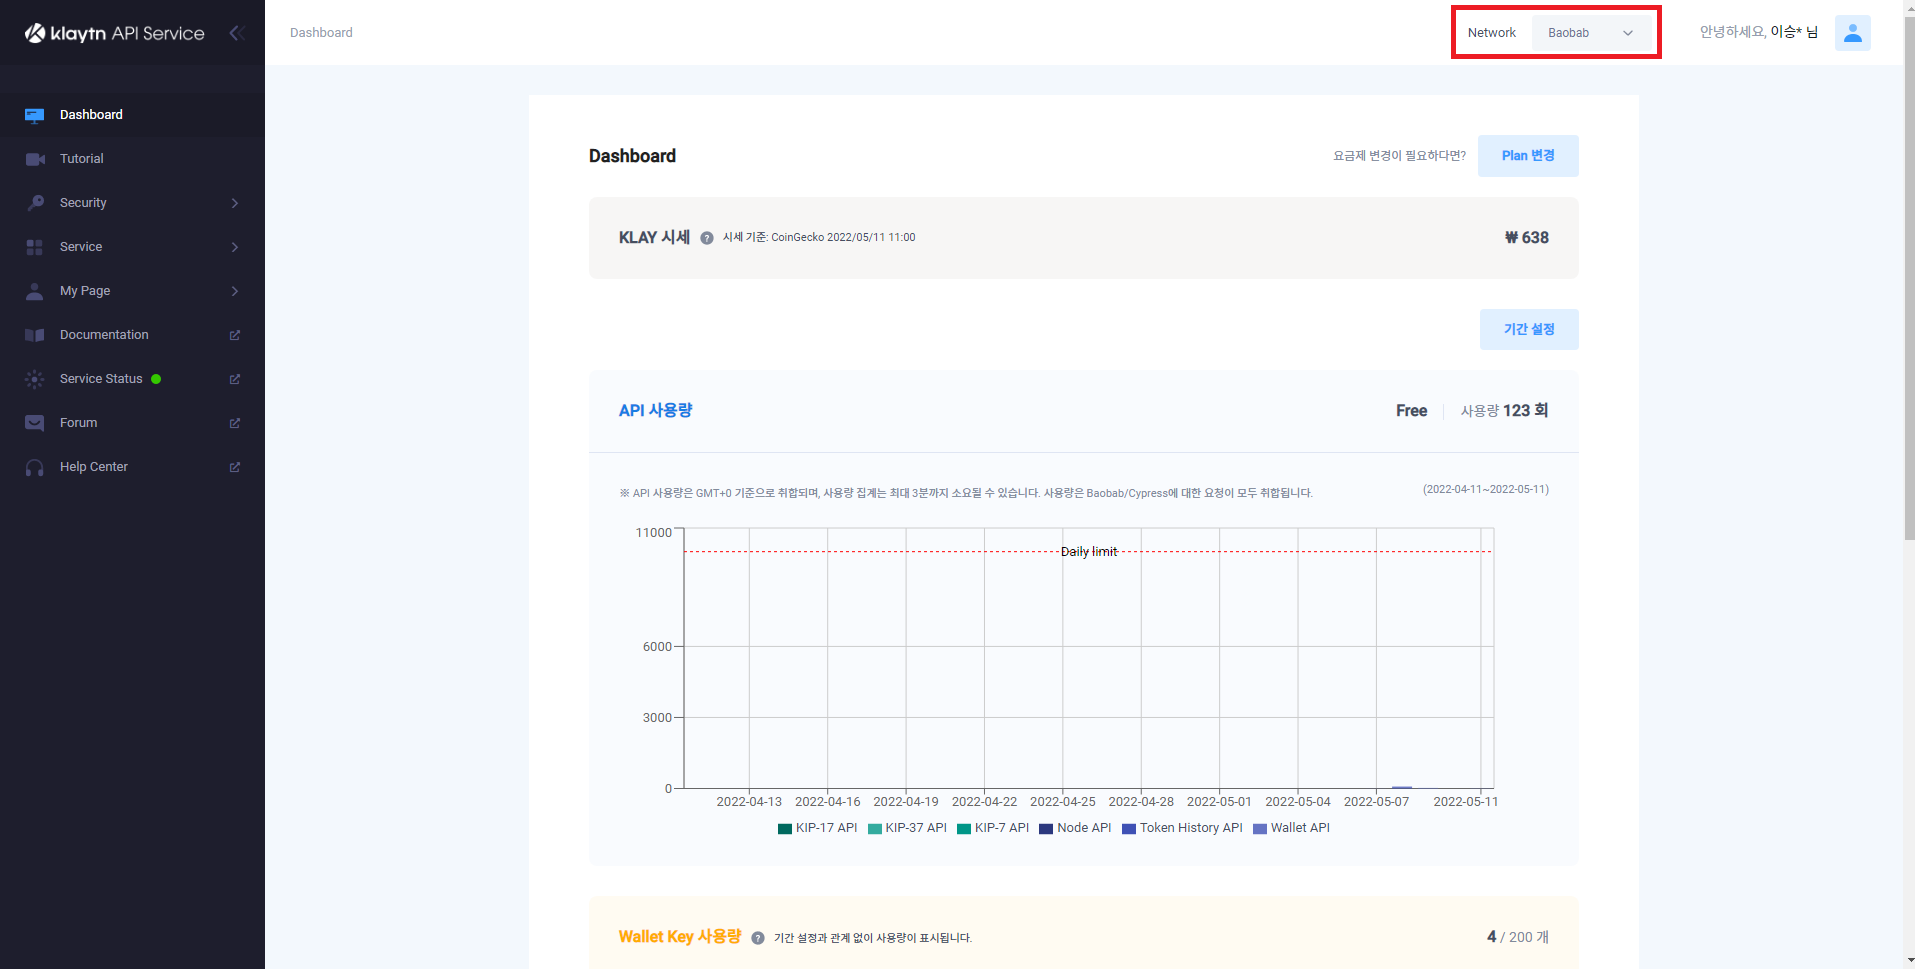 klaytn API Service
Dashboard
Network Baobab
안녕하세요, 이승* 님
Dashboard
Tutorial
Security
Service
My Page
Documentation
Service Status
Forum
Help Center
Dashboard
요금제 변경이 필요하다면? Plan 변경
KLAY 시세 ? 시세 기준: CoinGecko 2022/05/11 11:00 ₩ 638
기간 설정
API 사용량 Free 사용량 123 회
※ API 사용량은 GMT+0 기준으로 취합되며, 사용량 집계는 최대 3분까지 소요될 수 있습니다. 사용량은 Baobab/Cypress에 대한 요청이 모두 취합됩니다. (2022-04-11~2022-05-11)
11000
Daily limit
6000
3000
0
2022-04-13 2022-04-16 2022-04-19 2022-04-22 2022-04-25 2022-04-28 2022-05-01 2022-05-04 2022-05-07 2022-05-11
KIP-17 API KIP-37 API KIP-7 API Node API Token History API Wallet API
Wallet Key 사용량 ? 기간 설정과 관계 없이 사용량이 표시됩니다. 4 / 200 개